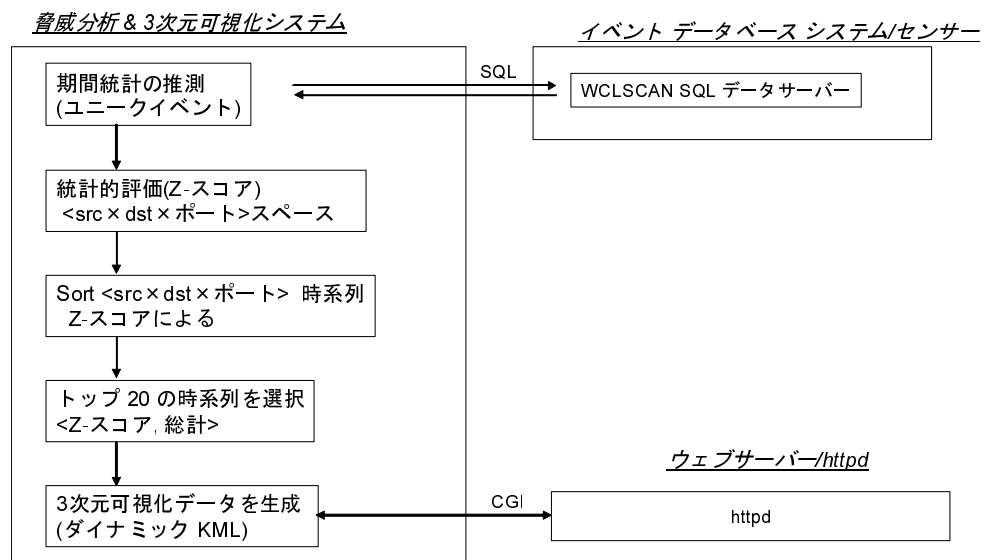 脅威分析 & 3次元可視化システム
イベント データベース システム/センサー
期間統計の推測
(ユニークイベント)
SQL
WCLSCAN SQL データサーバー
統計的評価(Z-スコア)
<src×dst×ポート>スペース
Sort <src×dst×ポート> 時系列
Z-スコアによる
トップ 20 の時系列を選択
<Z-スコア, 総計>
ウェブサーバー/httpd
3次元可視化データを生成
(ダイナミック KML)
CGI
httpd